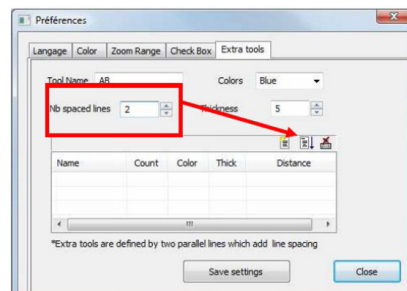 Préférences
Langage Color Zoom Range Check Box Extra tools
Tool Name AB Colors Blue
Nb spaced lines 2 Thickness 5
Name Count Color Thick Distance
*Extra tools are defined by two parallel lines which add line spacing
Save settings Close